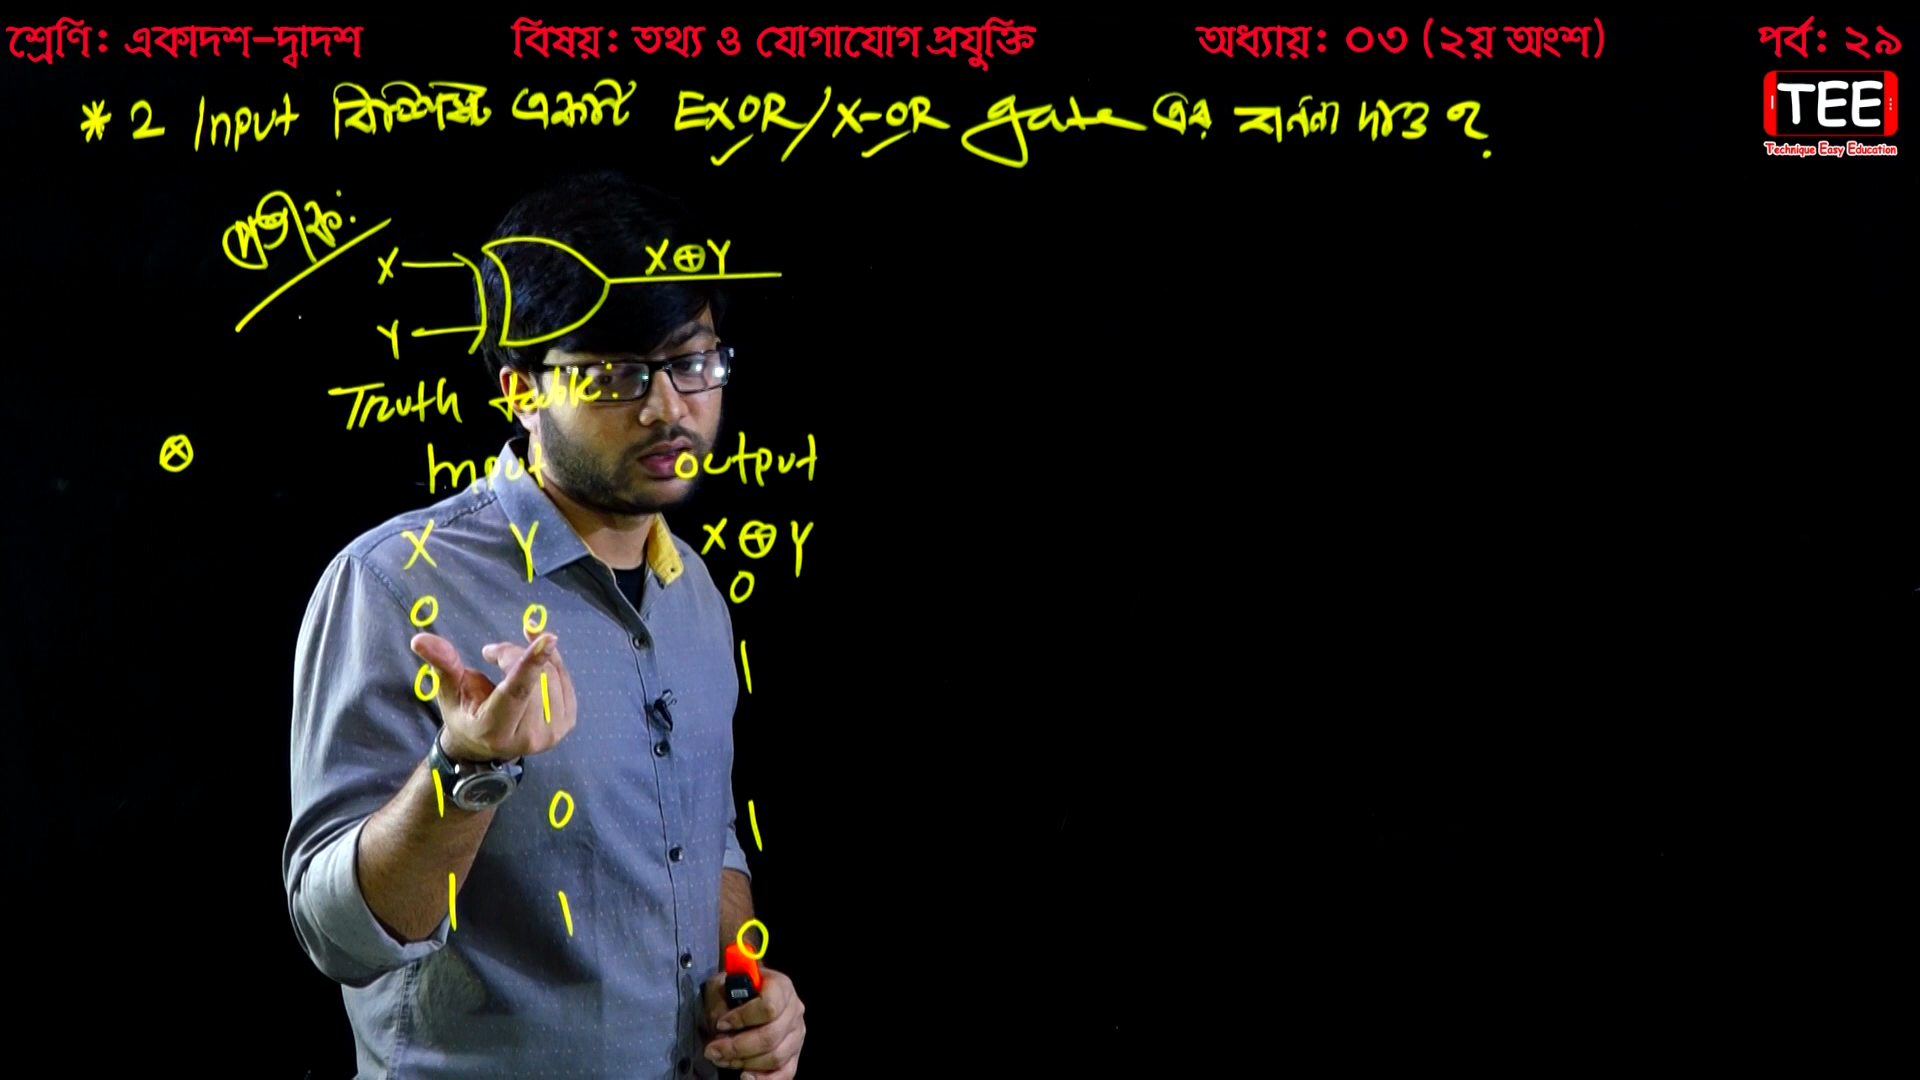 শ্রেণি: একাদশ-দ্বাদশ বিষয়: তথ্য ও যোগাযোগ প্রযুক্তি অধ্যায়: ০৩ (২য় অংশ) পর্ব: ২৯
TEE
Technique Easy Education
* 2 Input বিশিষ্ট একটি EXOR/X-OR gate এর বর্ননা দাও ?
প্রতীক:
X
X⊕Y
Y
Truth table:
⊗
Input output
X Y X⊕Y
0 0 0
0 1 1
1 0 1
1 1 0